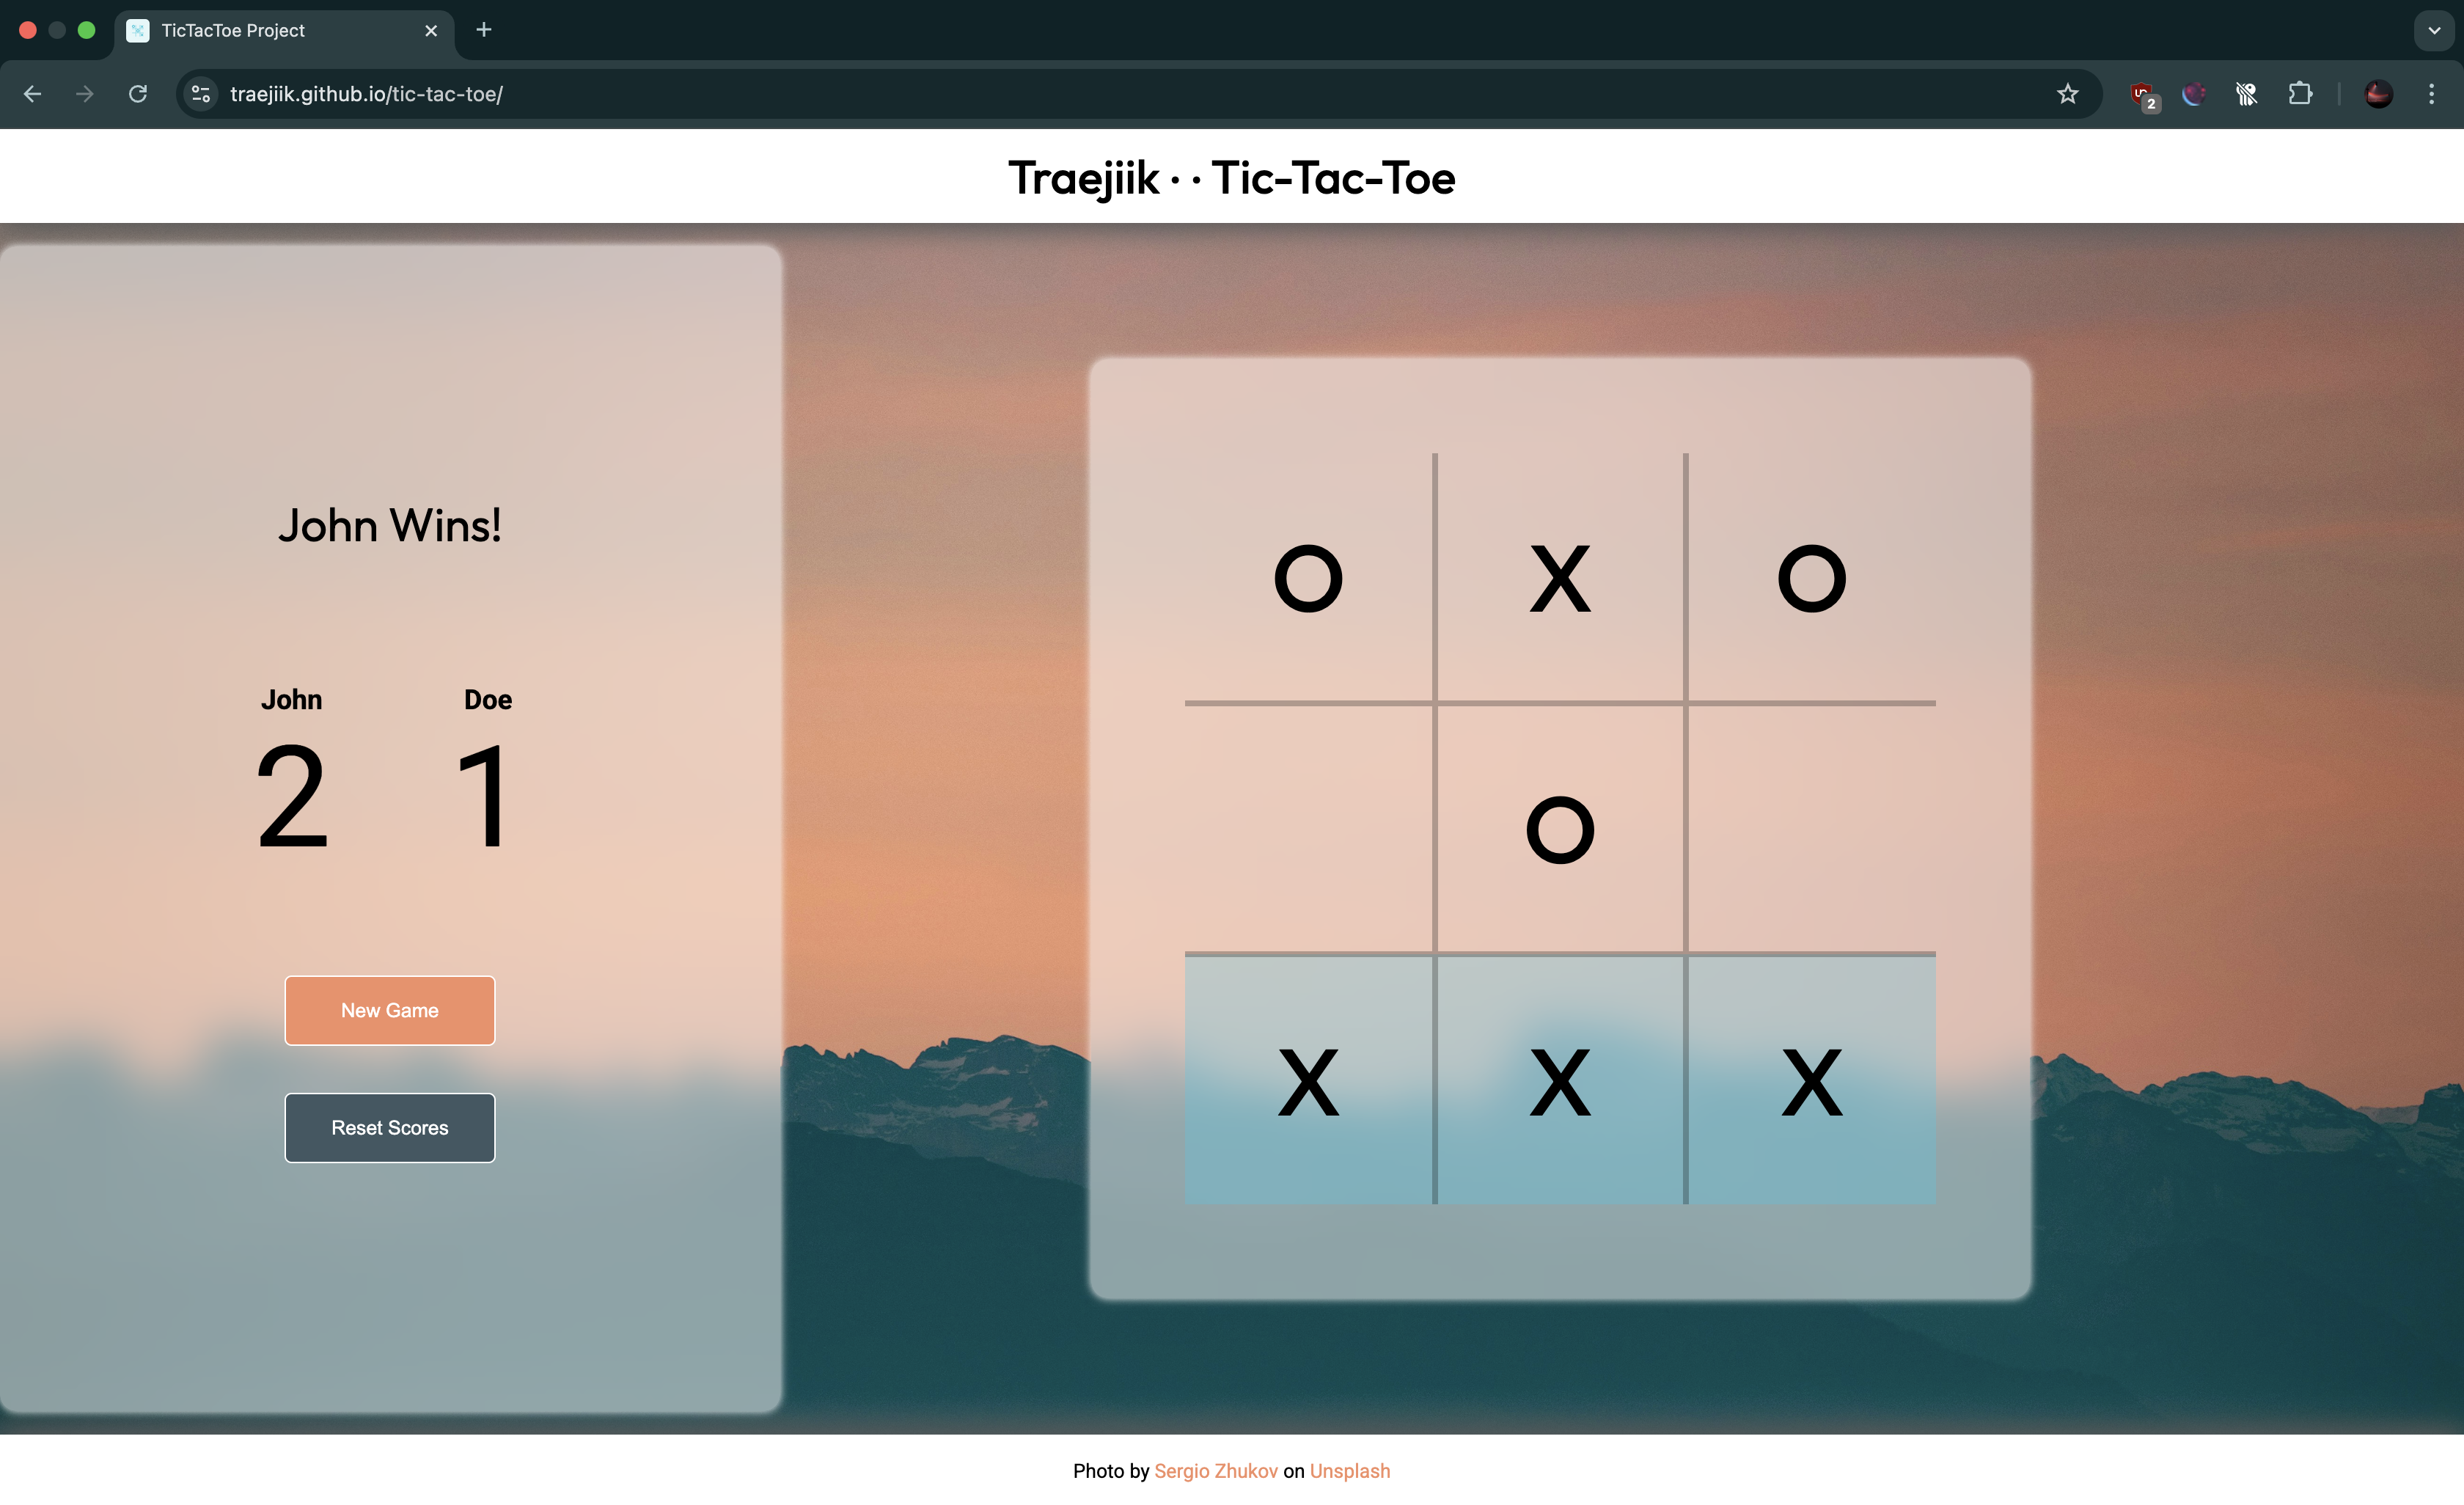 TicTacToe Project
traejiik.github.io/tic-tac-toe/
2
Traejiik · · Tic-Tac-Toe
John Wins!
John Doe
2 1
New Game
Reset Scores
O X O
O
X X X
Photo by Sergio Zhukov on Unsplash